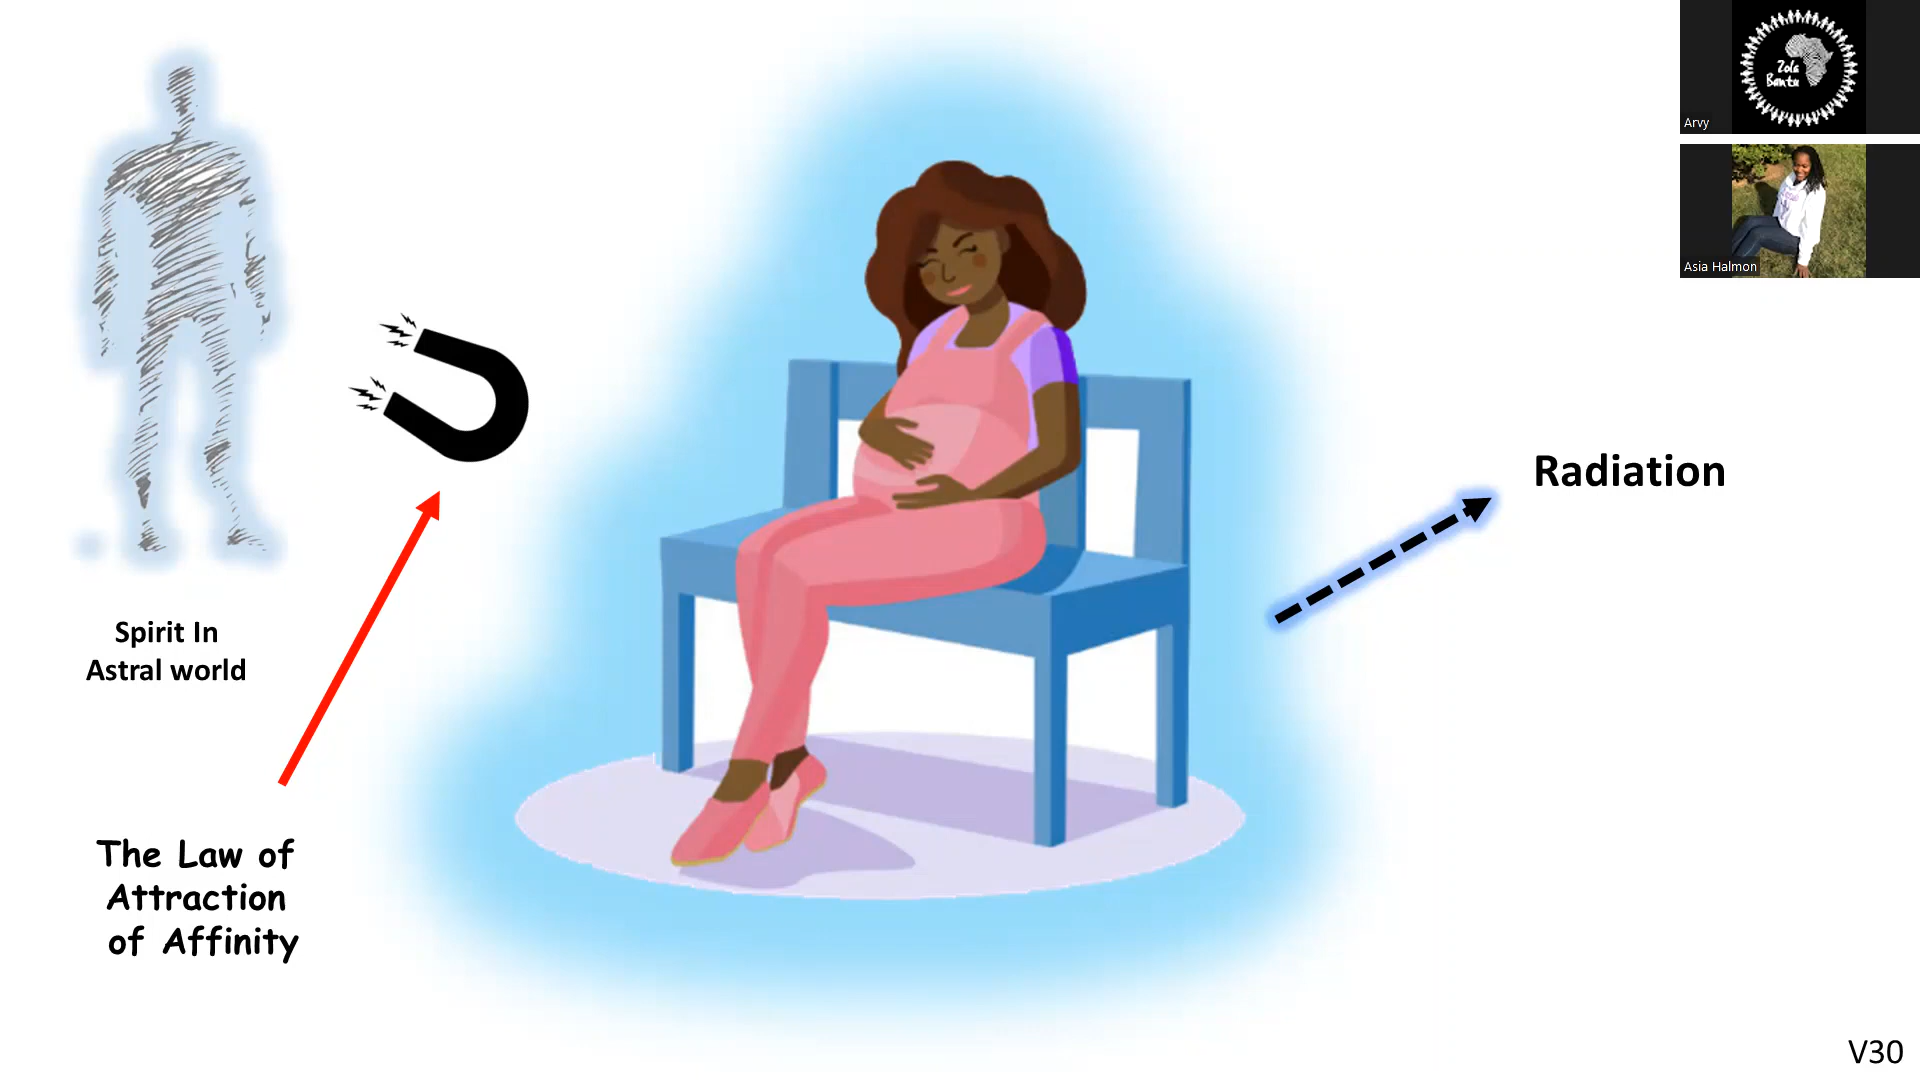 Zola
Bantu
Arvy
Asia Halmon
Radiation
Spirit In
Astral world
The Law of
Attraction
of Affinity
V30